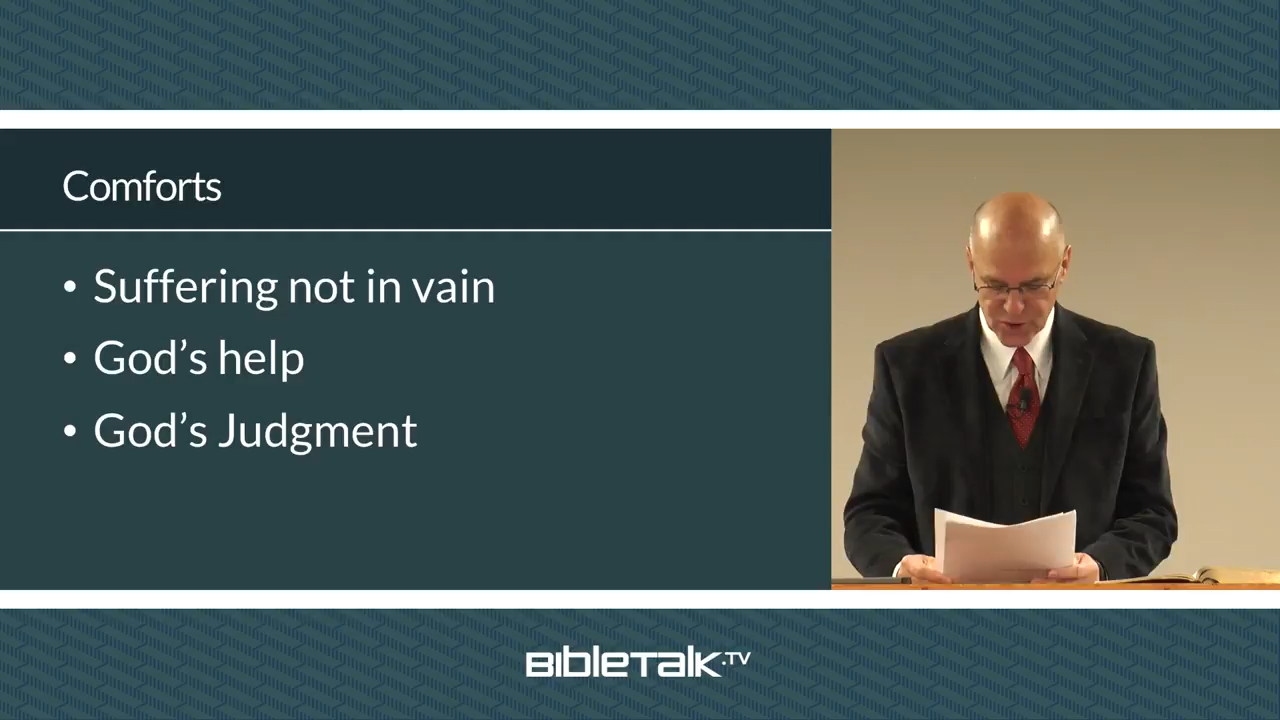 Comforts
• Suffering not in vain
• God’s help
• God’s Judgment
BibleTalk.TV